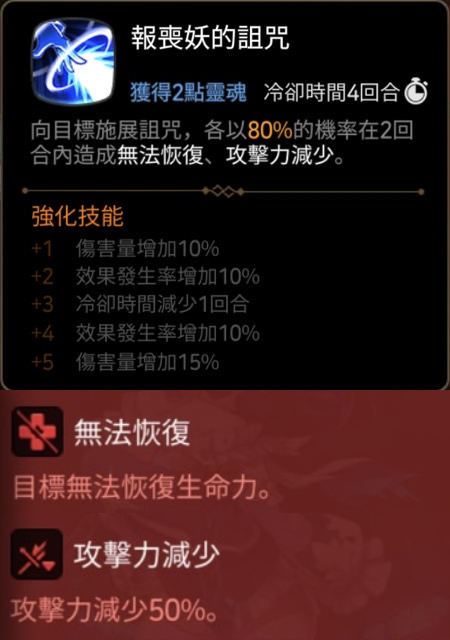 報喪妖的詛咒
獲得2點靈魂 冷卻時間4回合
向目標施展詛咒，各以80%的機率在2回
合內造成無法恢復、攻擊力減少。
強化技能
+1 傷害量增加10%
+2 效果發生率增加10%
+3 冷卻時間減少1回合
+4 效果發生率增加10%
+5 傷害量增加15%
無法恢復
目標無法恢復生命力。
攻擊力減少
攻擊力減少50%。